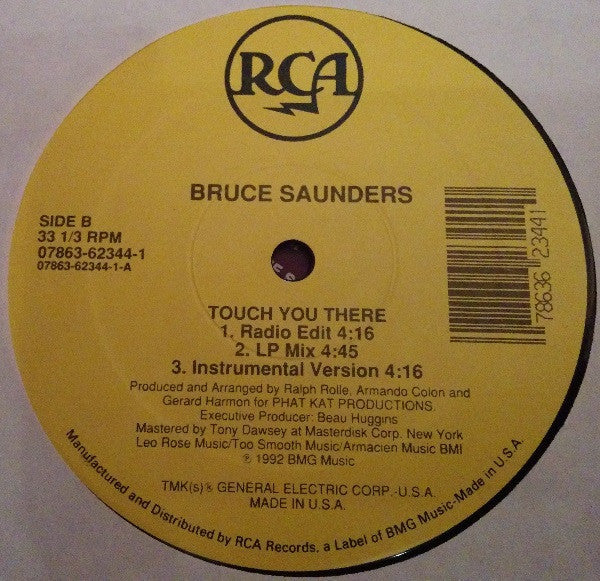 RCA
BRUCE SAUNDERS
SIDE B
33 1/3 RPM
07863-62344-1
07863-62344-1-A
78636 23441
TOUCH YOU THERE
1. Radio Edit 4:16
2. LP Mix 4:45
3. Instrumental Version 4:16
Produced and Arranged by Ralph Rolle, Armando Colon and
Gerard Harmon for PHAT KAT PRODUCTIONS.
Executive Producer: Beau Huggins
Mastered by Tony Dawsey at Masterdisk Corp. New York
Leo Rose Music/Too Smooth Music/Armacien Music BMI
℗ 1992 BMG Music
TMK(s)® GENERAL ELECTRIC CORP.-U.S.A.
MADE IN U.S.A.
Manufactured and Distributed by RCA Records, a Label of BMG Music-Made in U.S.A.